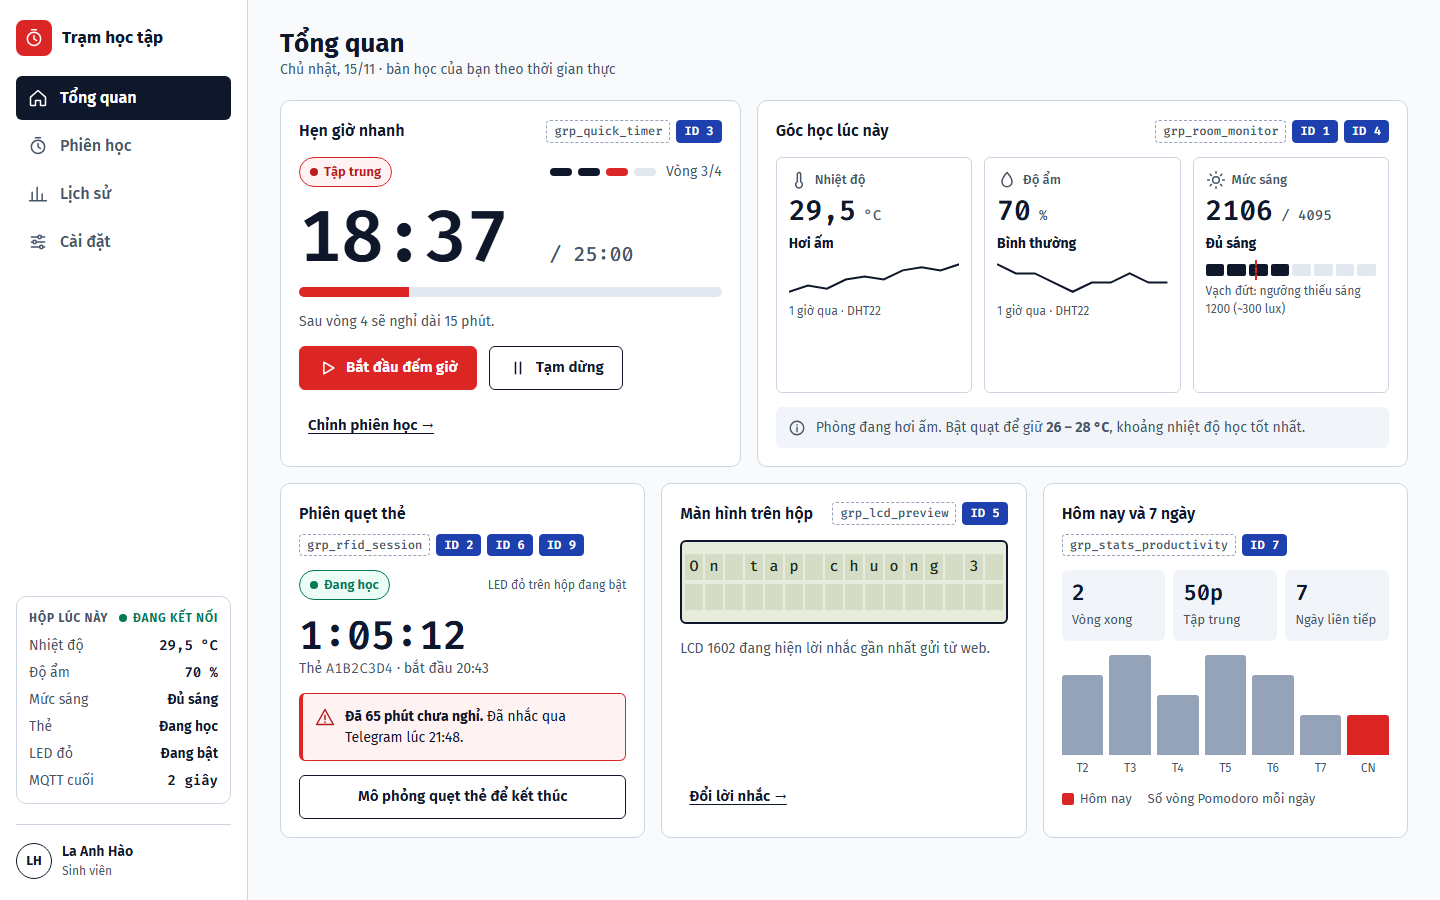 Trạm học tập
Tổng quan
Phiên học
Lịch sử
Cài đặt
HỘP LÚC NÀY ĐANG KẾT NỐI
Nhiệt độ 29,5 °C
Độ ẩm 70 %
Mức sáng Đủ sáng
Thẻ Đang học
LED đỏ Đang bật
MQTT cuối 2 giây
LH
La Anh Hào
Sinh viên
Tổng quan
Chủ nhật, 15/11 · bàn học của bạn theo thời gian thực
Hẹn giờ nhanh grp_quick_timer ID 3
Tập trung Vòng 3/4
18:37 / 25:00
Sau vòng 4 sẽ nghỉ dài 15 phút.
Bắt đầu đếm giờ Tạm dừng
Chỉnh phiên học →
Góc học lúc này grp_room_monitor ID 1 ID 4
Nhiệt độ
29,5 °C
Hơi ấm
1 giờ qua · DHT22
Độ ẩm
70 %
Bình thường
1 giờ qua · DHT22
Mức sáng
2106 / 4095
Đủ sáng
Vạch đứt: ngưỡng thiếu sáng
1200 (~300 lux)
Phòng đang hơi ấm. Bật quạt để giữ 26 – 28 °C, khoảng nhiệt độ học tốt nhất.
Phiên quẹt thẻ
grp_rfid_session ID 2 ID 6 ID 9
Đang học LED đỏ trên hộp đang bật
1:05:12
Thẻ A1B2C3D4 · bắt đầu 20:43
Đã 65 phút chưa nghỉ. Đã nhắc qua
Telegram lúc 21:48.
Mô phỏng quẹt thẻ để kết thúc
Màn hình trên hộp grp_lcd_preview ID 5
On tap chuong 3
LCD 1602 đang hiện lời nhắc gần nhất gửi từ web.
Đổi lời nhắc →
Hôm nay và 7 ngày
grp_stats_productivity ID 7
2
Vòng xong
50p
Tập trung
7
Ngày liên tiếp
T2 T3 T4 T5 T6 T7 CN
Hôm nay Số vòng Pomodoro mỗi ngày